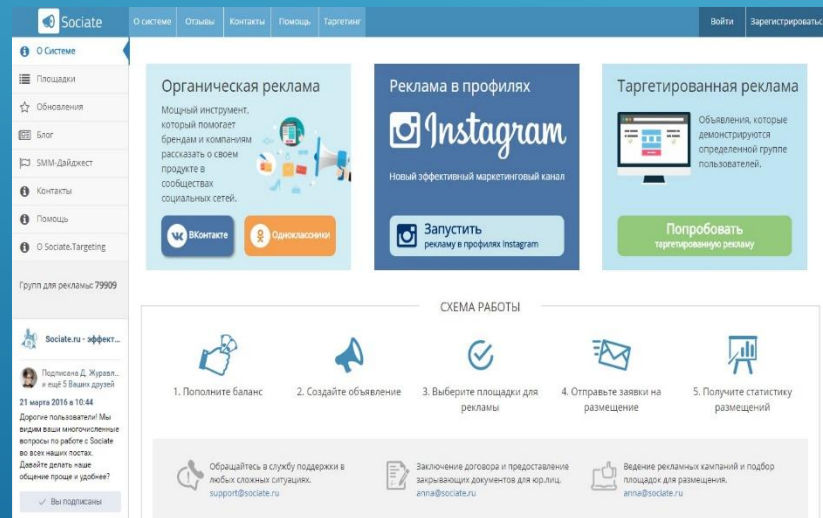 Sociate
О системе Отзывы Контакты Помощь Таргетинг
Войти Зарегистрироватьс
О Системе
Площадки
Обновления
Блог
SMM-Дайджест
Контакты
Помощь
О Sociate.Targeting
Групп для рекламы: 79909
Sociate.ru - эффект...
Подписана Д. Журавл..
и ещё 5 Ваших друзей
21 марта 2016 в 10:44
Дорогие пользователи! Мы
видим ваши многочисленные
вопросы по работе с Sociate
во всех наших постах.
Давайте делать наше
общение проще и удобнее?
Вы подписаны
Органическая реклама
Мощный инструмент,
который помогает
брендам и компаниям
рассказать о своем
продукте в
сообществах
социальных сетей.
ВКонтакте
Одноклассники
Реклама в профилях
Instagram
Новый эффективный маркетинговый канал
Запустить
рекламу в профилях Instagram
Таргетированная реклама
Объявления, которые
демонстрируются
определенной группе
пользователей.
Попробовать
таргетированную рекламу
СХЕМА РАБОТЫ
1. Пополните баланс
2. Создайте объявление
3. Выберите площадки для
рекламы
4. Отправьте заявки на
размещение
5. Получите статистику
размещений
Обращайтесь в службу поддержки в
любых сложных ситуациях.
support@sociate.ru
Заключение договора и предоставление
закрывающих документов для юр.лиц.
anna@sociate.ru
Ведение рекламных кампаний и подбор
площадок для размещения.
anna@sociate.ru